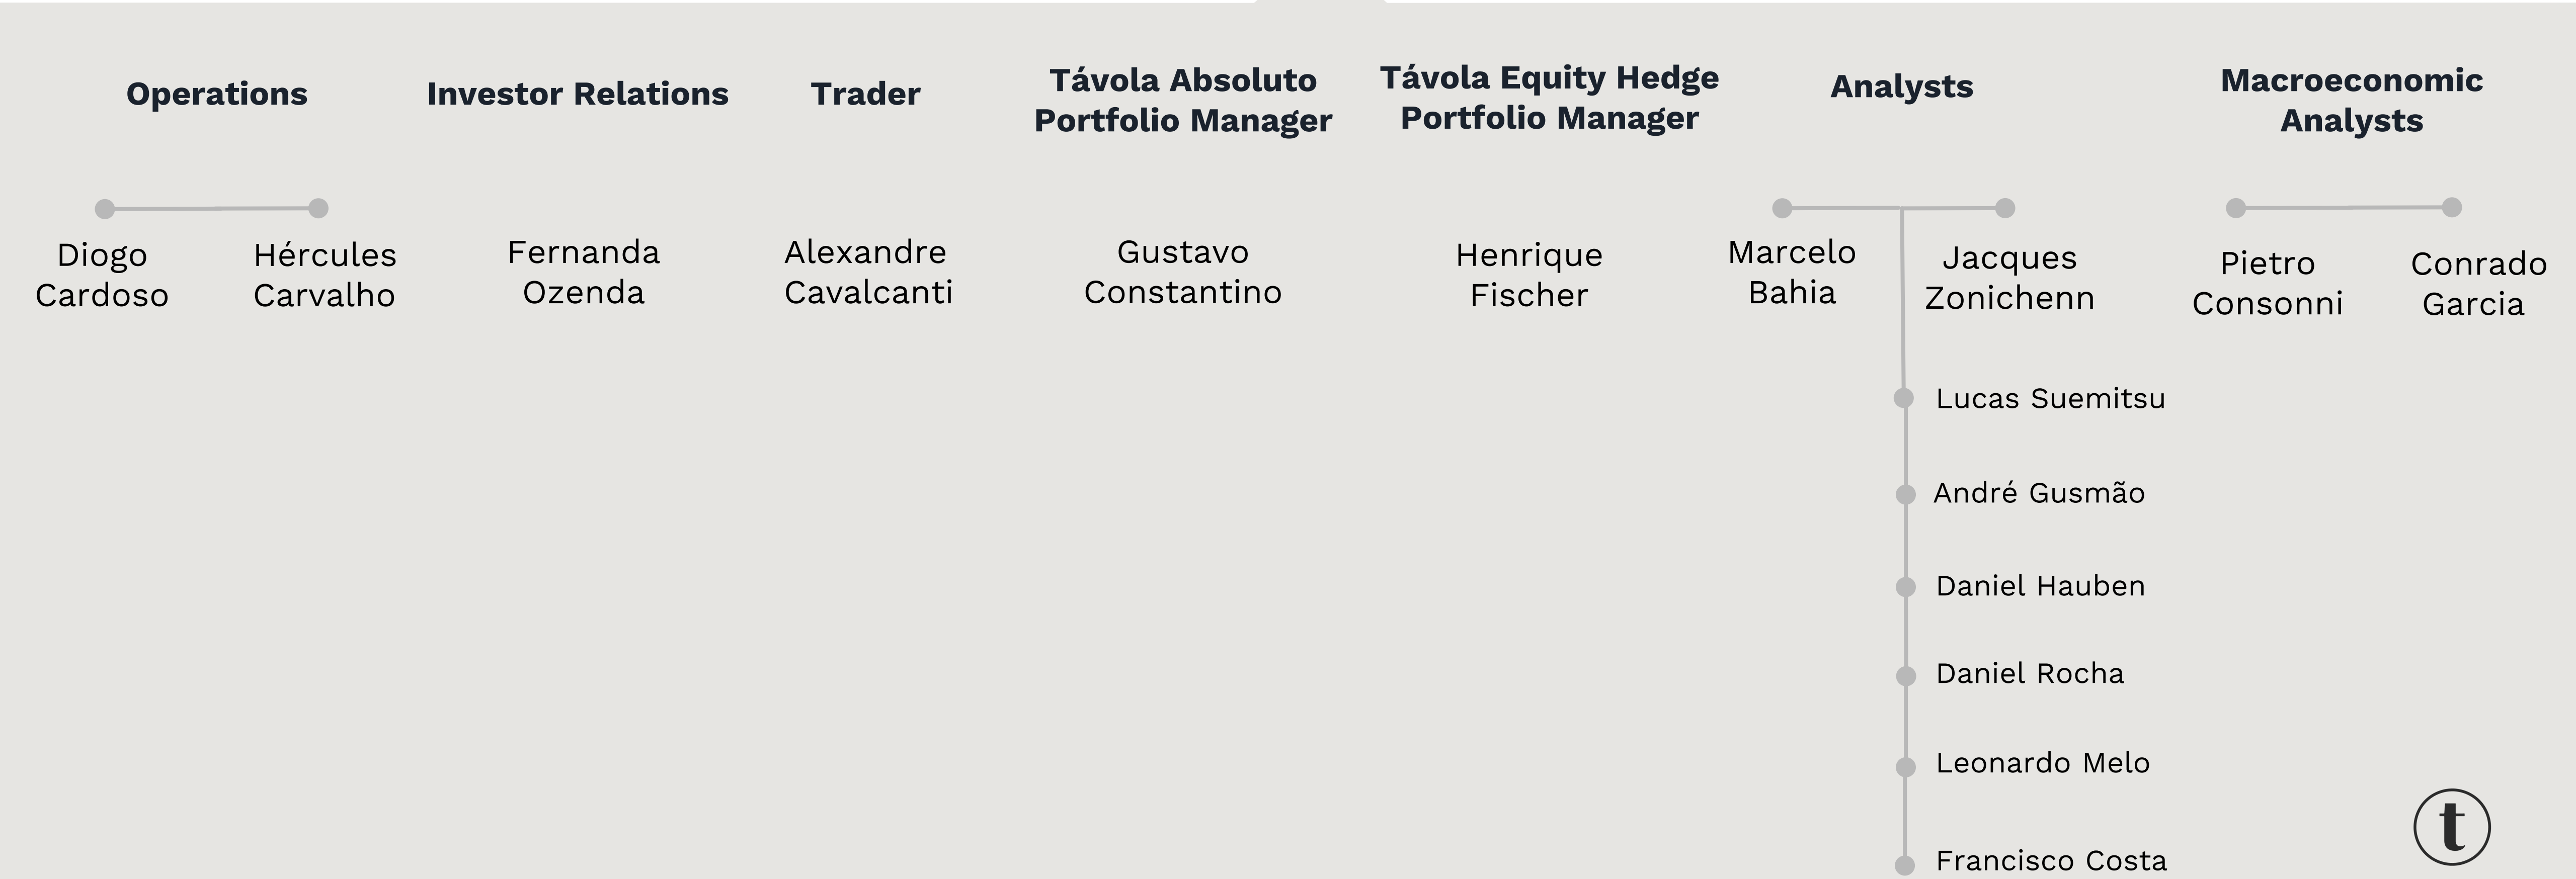 Operations
Diogo
Cardoso
Hércules
Carvalho
Investor Relations
Fernanda
Ozenda
Trader
Alexandre
Cavalcanti
Távola Absoluto
Portfolio Manager
Gustavo
Constantino
Távola Equity Hedge
Portfolio Manager
Henrique
Fischer
Analysts
Marcelo
Bahia
Jacques
Zonichenn
Lucas Suemitsu
André Gusmão
Daniel Hauben
Daniel Rocha
Leonardo Melo
Francisco Costa
Macroeconomic
Analysts
Pietro
Consonni
Conrado
Garcia
t